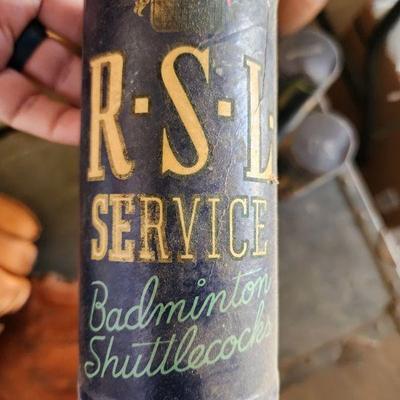 R·S·L·
SERVICE
Badminton
Shuttlecocks